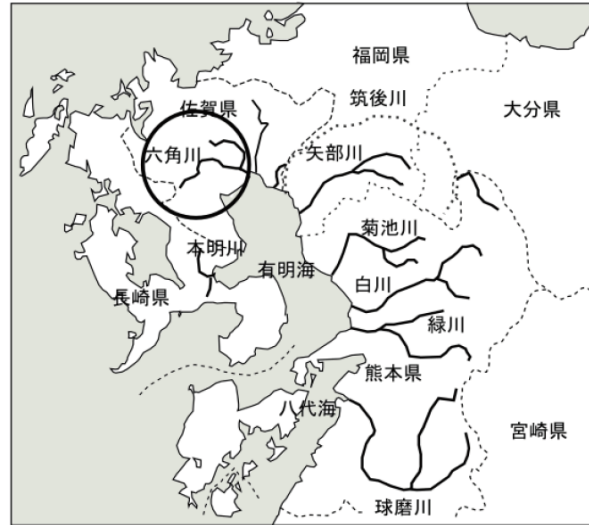 福岡県
筑後川
佐賀県
大分県
六角川
矢部川
菊池川
本明川
有明海
白川
長崎県
緑川
熊本県
八代海
宮崎県
球磨川